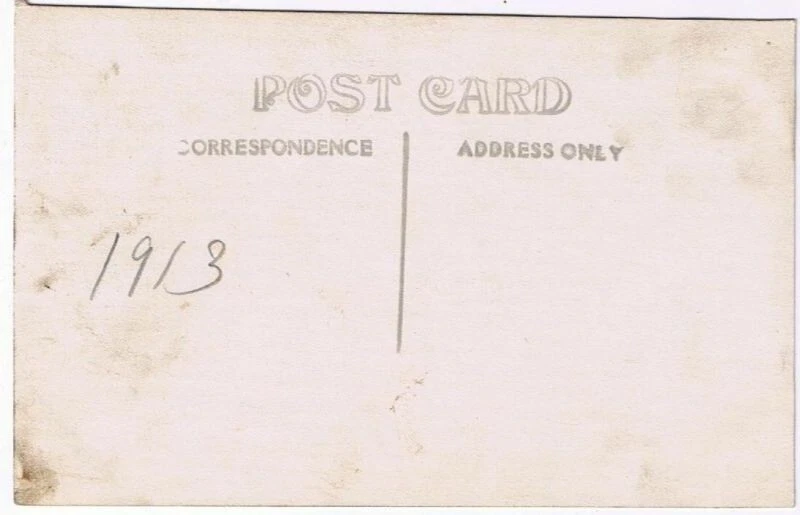 POST CARD
CORRESPONDENCE
ADDRESS ONLY
1913